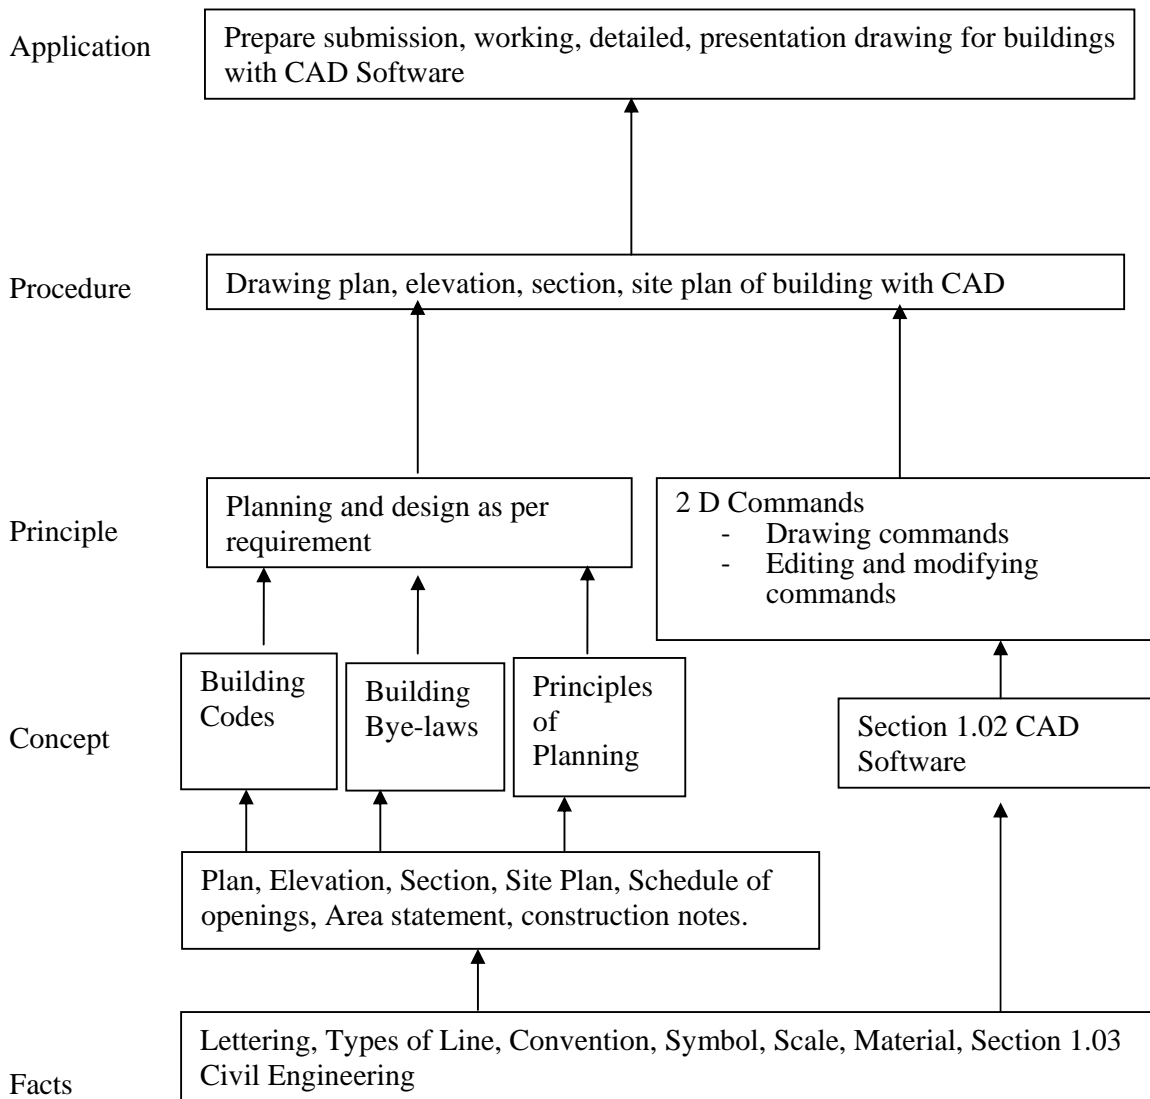 Application
Prepare submission, working, detailed, presentation drawing for buildings
with CAD Software
Procedure
Drawing plan, elevation, section, site plan of building with CAD
Principle
Planning and design as per
requirement
2 D Commands
- Drawing commands
- Editing and modifying
commands
Concept
Building
Codes
Building
Bye-laws
Principles
of
Planning
Section 1.02 CAD
Software
Plan, Elevation, Section, Site Plan, Schedule of
openings, Area statement, construction notes.
Facts
Lettering, Types of Line, Convention, Symbol, Scale, Material, Section 1.03
Civil Engineering